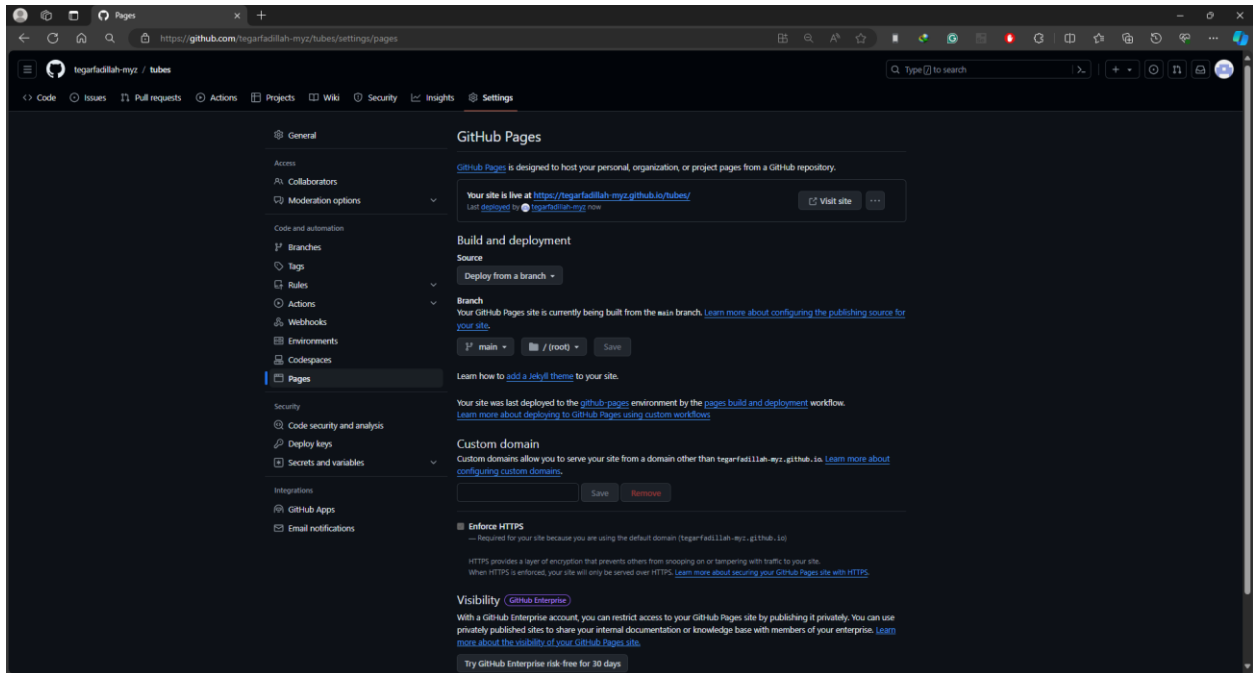 Pages
https://github.com/tegarfadillah-myz/tubes/settings/pages
tegarfadillah-myz / tubes
Type / to search
Code
Issues
Pull requests
Actions
Projects
Wiki
Security
Insights
Settings
General
Access
Collaborators
Moderation options
Code and automation
Branches
Tags
Rules
Actions
Webhooks
Environments
Codespaces
Pages
Security
Code security and analysis
Deploy keys
Secrets and variables
Integrations
GitHub Apps
Email notifications
GitHub Pages
GitHub Pages is designed to host your personal, organization, or project pages from a GitHub repository.
Your site is live at https://tegarfadillah-myz.github.io/tubes/
Last deployed by tegarfadillah-myz now
Visit site
Build and deployment
Source
Deploy from a branch
Branch
Your GitHub Pages site is currently being built from the main branch. Learn more about configuring the publishing source for
your site.
main
/ (root)
Save
Learn how to add a Jekyll theme to your site.
Your site was last deployed to the github-pages environment by the pages build and deployment workflow.
Learn more about deploying to GitHub Pages using custom workflows
Custom domain
Custom domains allow you to serve your site from a domain other than tegarfadillah-myz.github.io. Learn more about
configuring custom domains.
Save
Remove
Enforce HTTPS
— Required for your site because you are using the default domain (tegarfadillah-myz.github.io)
HTTPS provides a layer of encryption that prevents others from snooping on or tampering with traffic to your site.
When HTTPS is enforced, your site will only be served over HTTPS. Learn more about securing your GitHub Pages site with HTTPS.
Visibility GitHub Enterprise
With a GitHub Enterprise account, you can restrict access to your GitHub Pages site by publishing it privately. You can use
privately published sites to share your internal documentation or knowledge base with members of your enterprise. Learn
more about the visibility of your GitHub Pages site.
Try GitHub Enterprise risk-free for 30 days